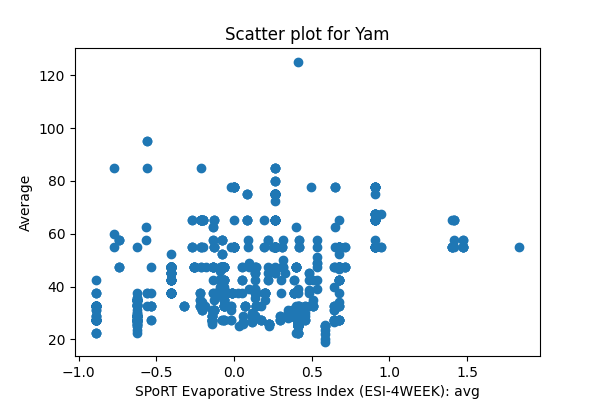 Scatter plot for Yam
120
100
80
60
40
20
Average
−1.0 −0.5 0.0 0.5 1.0 1.5
SPoRT Evaporative Stress Index (ESI-4WEEK): avg